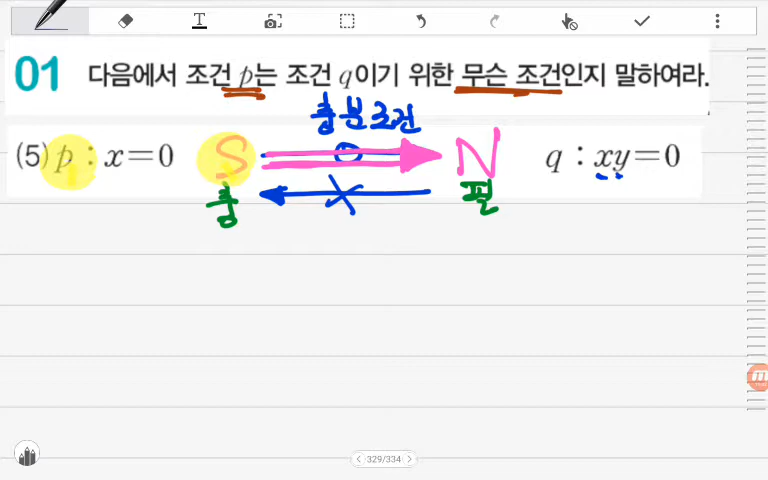 T
01 다음에서 조건 p는 조건 q이기 위한 무슨 조건인지 말하여라.
충분조건
(5) p : x=0 S O N q : xy=0
충 X 필
329/334